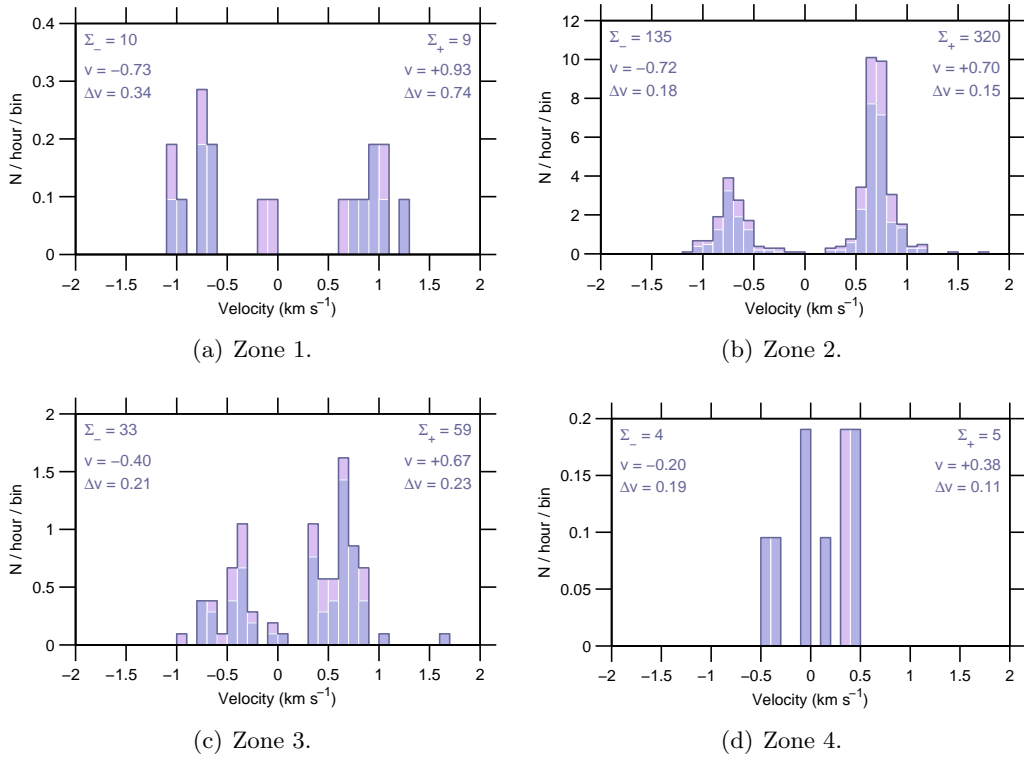 0.4
0.3
0.2
0.1
0
N / hour / bin
Σ₋ = 10
v = −0.73
Δv = 0.34
Σ₊ = 9
v = +0.93
Δv = 0.74
−2 −1.5 −1 −0.5 0 0.5 1 1.5 2
Velocity (km s⁻¹)
(a) Zone 1.
12
10
8
6
4
2
0
N / hour / bin
Σ₋ = 135
v = −0.72
Δv = 0.18
Σ₊ = 320
v = +0.70
Δv = 0.15
−2 −1.5 −1 −0.5 0 0.5 1 1.5 2
Velocity (km s⁻¹)
(b) Zone 2.
2
1.5
1
0.5
0
N / hour / bin
Σ₋ = 33
v = −0.40
Δv = 0.21
Σ₊ = 59
v = +0.67
Δv = 0.23
−2 −1.5 −1 −0.5 0 0.5 1 1.5 2
Velocity (km s⁻¹)
(c) Zone 3.
0.2
0.15
0.1
0.05
0
N / hour / bin
Σ₋ = 4
v = −0.20
Δv = 0.19
Σ₊ = 5
v = +0.38
Δv = 0.11
−2 −1.5 −1 −0.5 0 0.5 1 1.5 2
Velocity (km s⁻¹)
(d) Zone 4.